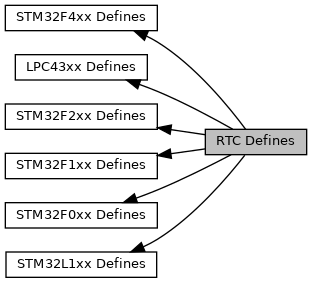 STM32F4xx Defines
LPC43xx Defines
STM32F2xx Defines
RTC Defines
STM32F1xx Defines
STM32F0xx Defines
STM32L1xx Defines